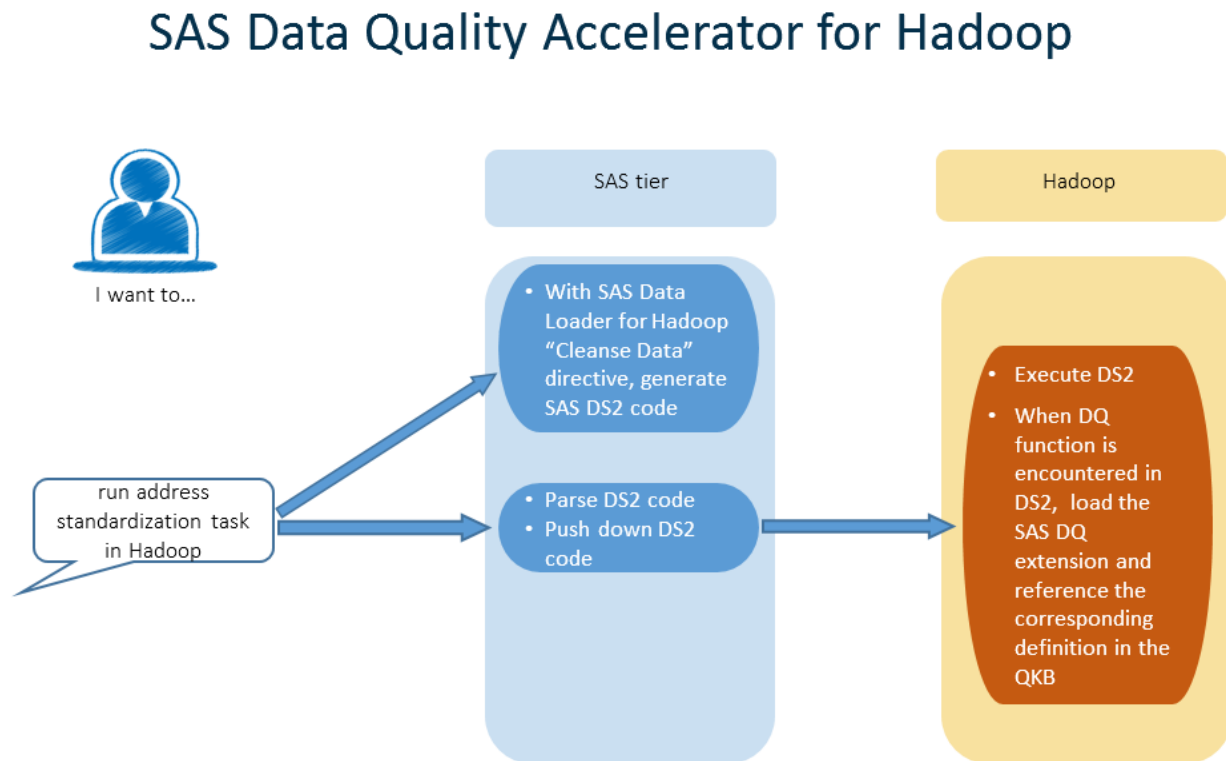 SAS Data Quality Accelerator for Hadoop
I want to...
run address
standardization task
in Hadoop
SAS tier
• With SAS Data
Loader for Hadoop
“Cleanse Data”
directive, generate
SAS DS2 code
• Parse DS2 code
• Push down DS2
code
Hadoop
• Execute DS2
• When DQ
function is
encountered in
DS2, load the
SAS DQ
extension and
reference the
corresponding
definition in the
QKB